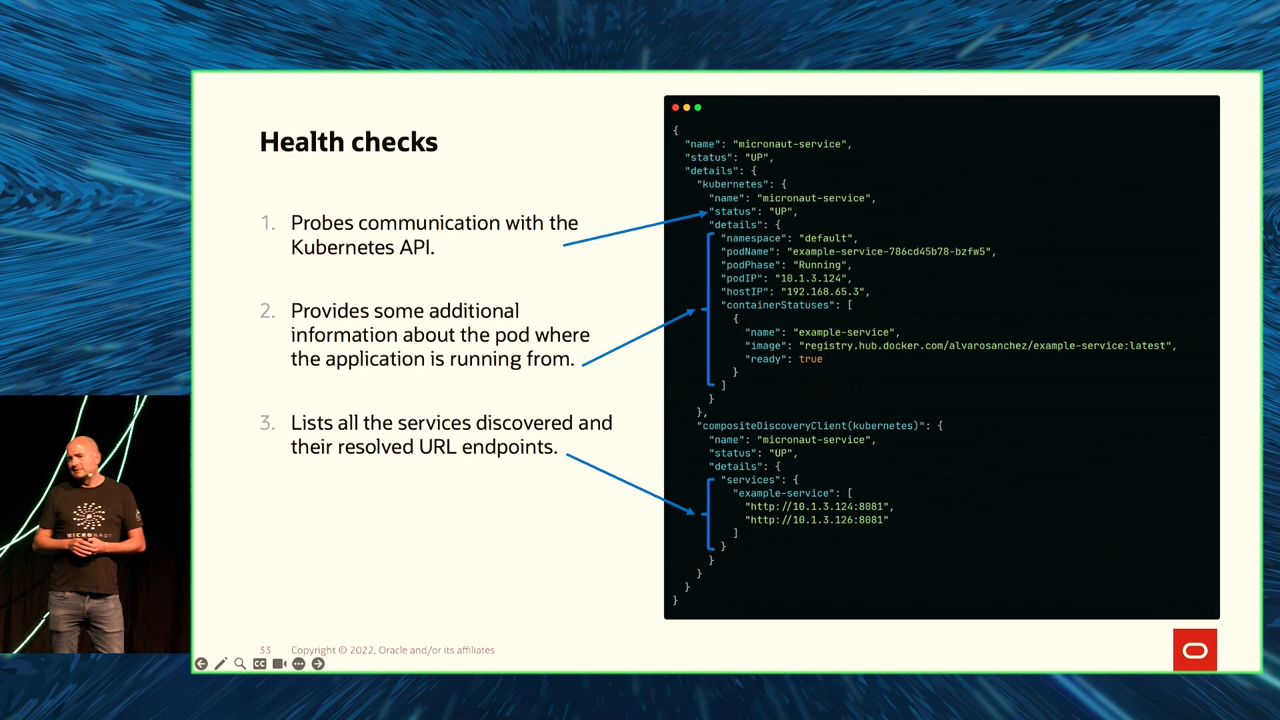 Health checks
1. Probes communication with the
Kubernetes API.
2. Provides some additional
information about the pod where
the application is running from.
3. Lists all the services discovered and
their resolved URL endpoints.
{
"name": "micronaut-service",
"status": "UP",
"details": {
"kubernetes": {
"name": "micronaut-service",
"status": "UP",
"details": {
"namespace": "default",
"podName": "example-service-786cd45b78-bzfw5",
"podPhase": "Running",
"podIP": "10.1.3.124",
"hostIP": "192.168.65.3",
"containerStatuses": [
{
"name": "example-service",
"image": "registry.hub.docker.com/alvarosanchez/example-service:latest",
"ready": true
}
]
}
},
"compositeDiscoveryClient(kubernetes)": {
"name": "micronaut-service",
"status": "UP",
"details": {
"services": {
"example-service": [
"http://10.1.3.124:8081",
"http://10.1.3.126:8081"
]
}
}
}
}
}
MICRONAUT
33 Copyright © 2022, Oracle and/or its affiliates
CC